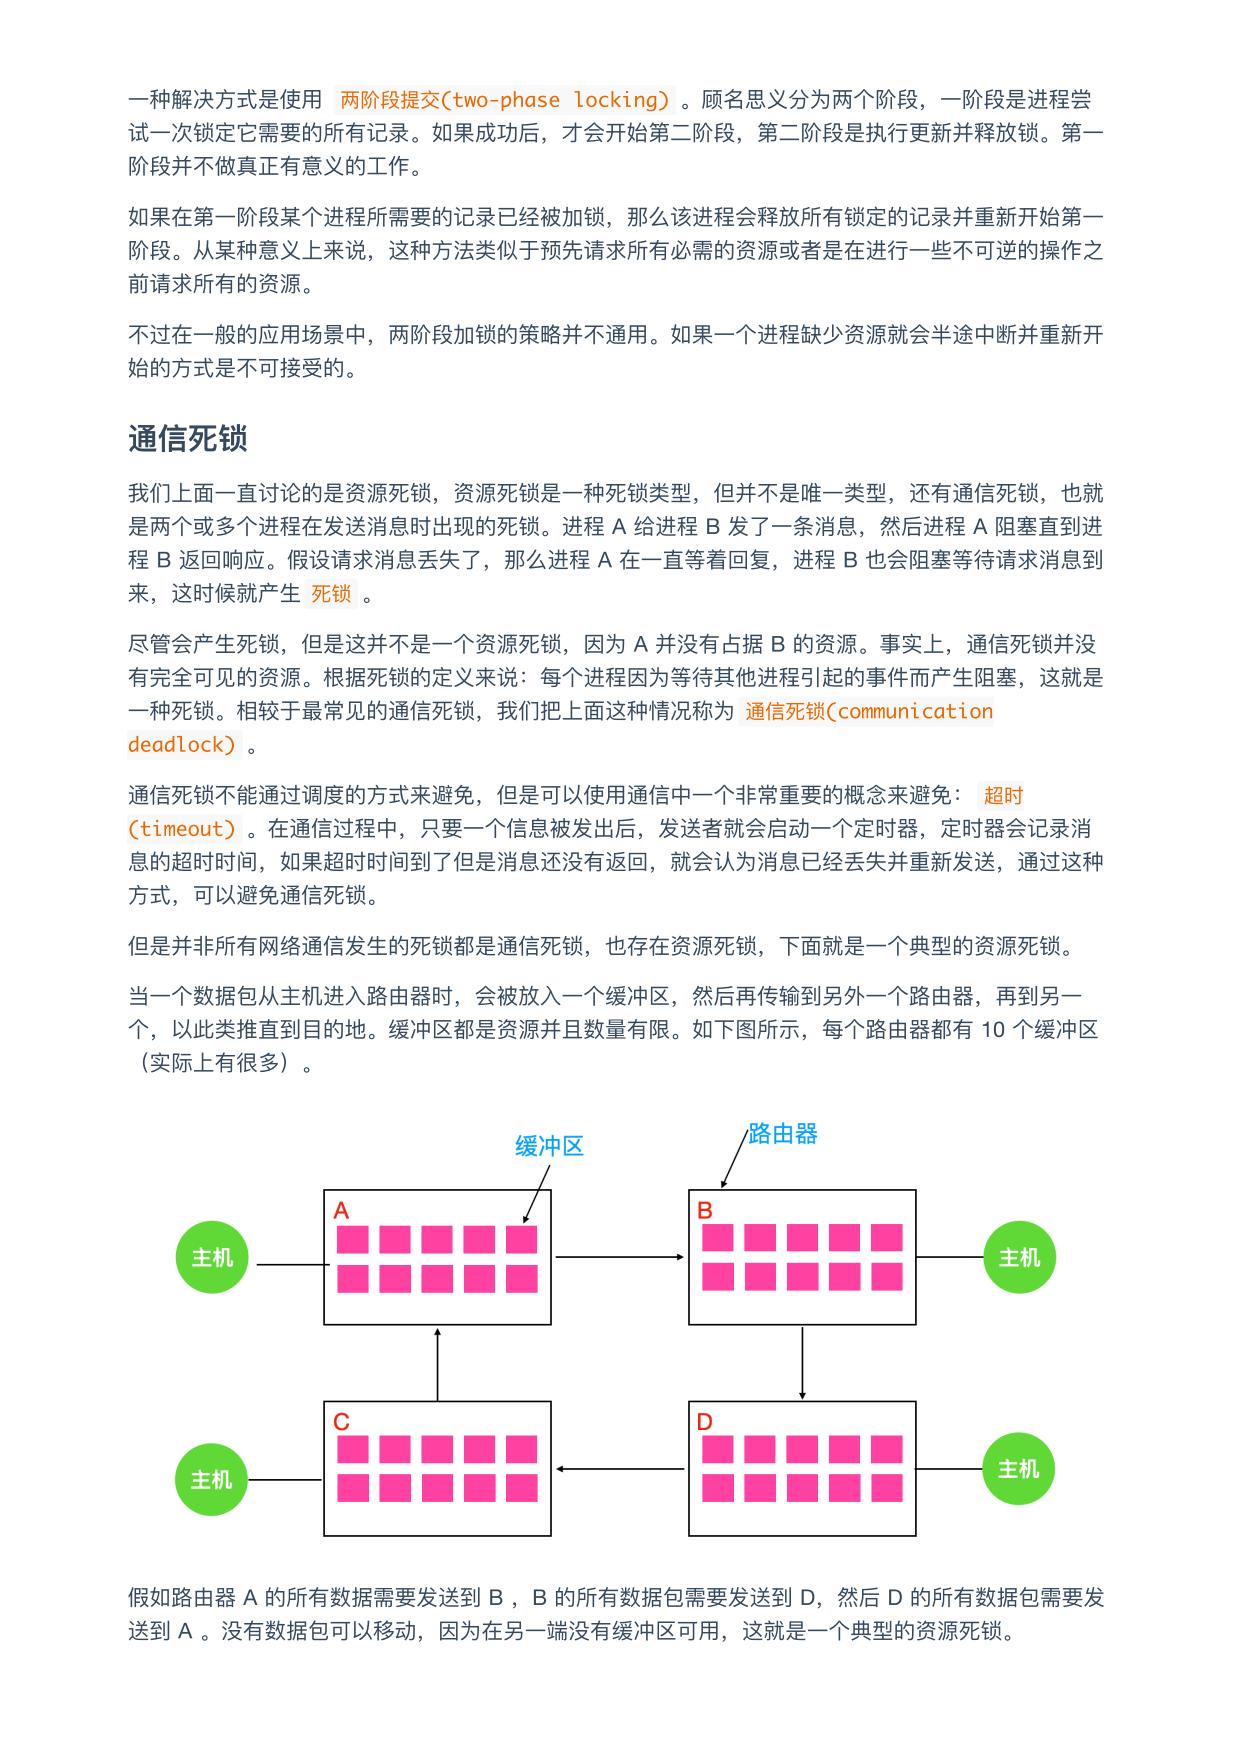 一种解决方式是使用 两阶段提交(two-phase locking) 。顾名思义分为两个阶段，一阶段是进程尝
试一次锁定它需要的所有记录。如果成功后，才会开始第二阶段，第二阶段是执行更新并释放锁。第一
阶段并不做真正有意义的工作。
如果在第一阶段某个进程所需要的记录已经被加锁，那么该进程会释放所有锁定的记录并重新开始第一
阶段。从某种意义上来说，这种方法类似于预先请求所有必需的资源或者是在进行一些不可逆的操作之
前请求所有的资源。
不过在一般的应用场景中，两阶段加锁的策略并不通用。如果一个进程缺少资源就会半途中断并重新开
始的方式是不可接受的。
通信死锁
我们上面一直讨论的是资源死锁，资源死锁是一种死锁类型，但并不是唯一类型，还有通信死锁，也就
是两个或多个进程在发送消息时出现的死锁。进程 A 给进程 B 发了一条消息，然后进程 A 阻塞直到进
程 B 返回响应。假设请求消息丢失了，那么进程 A 在一直等着回复，进程 B 也会阻塞等待请求消息到
来，这时候就产生 死锁 。
尽管会产生死锁，但是这并不是一个资源死锁，因为 A 并没有占据 B 的资源。事实上，通信死锁并没
有完全可见的资源。根据死锁的定义来说：每个进程因为等待其他进程引起的事件而产生阻塞，这就是
一种死锁。相较于最常见的通信死锁，我们把上面这种情况称为 通信死锁(communication
deadlock) 。
通信死锁不能通过调度的方式来避免，但是可以使用通信中一个非常重要的概念来避免： 超时
(timeout) 。在通信过程中，只要一个信息被发出后，发送者就会启动一个定时器，定时器会记录消
息的超时时间，如果超时时间到了但是消息还没有返回，就会认为消息已经丢失并重新发送，通过这种
方式，可以避免通信死锁。
但是并非所有网络通信发生的死锁都是通信死锁，也存在资源死锁，下面就是一个典型的资源死锁。
当一个数据包从主机进入路由器时，会被放入一个缓冲区，然后再传输到另外一个路由器，再到另一
个，以此类推直到目的地。缓冲区都是资源并且数量有限。如下图所示，每个路由器都有 10 个缓冲区
（实际上有很多）。
缓冲区
路由器
A
B
主机
主机
C
D
主机
主机
假如路由器 A 的所有数据需要发送到 B ，B 的所有数据包需要发送到 D，然后 D 的所有数据包需要发
送到 A 。没有数据包可以移动，因为在另一端没有缓冲区可用，这就是一个典型的资源死锁。